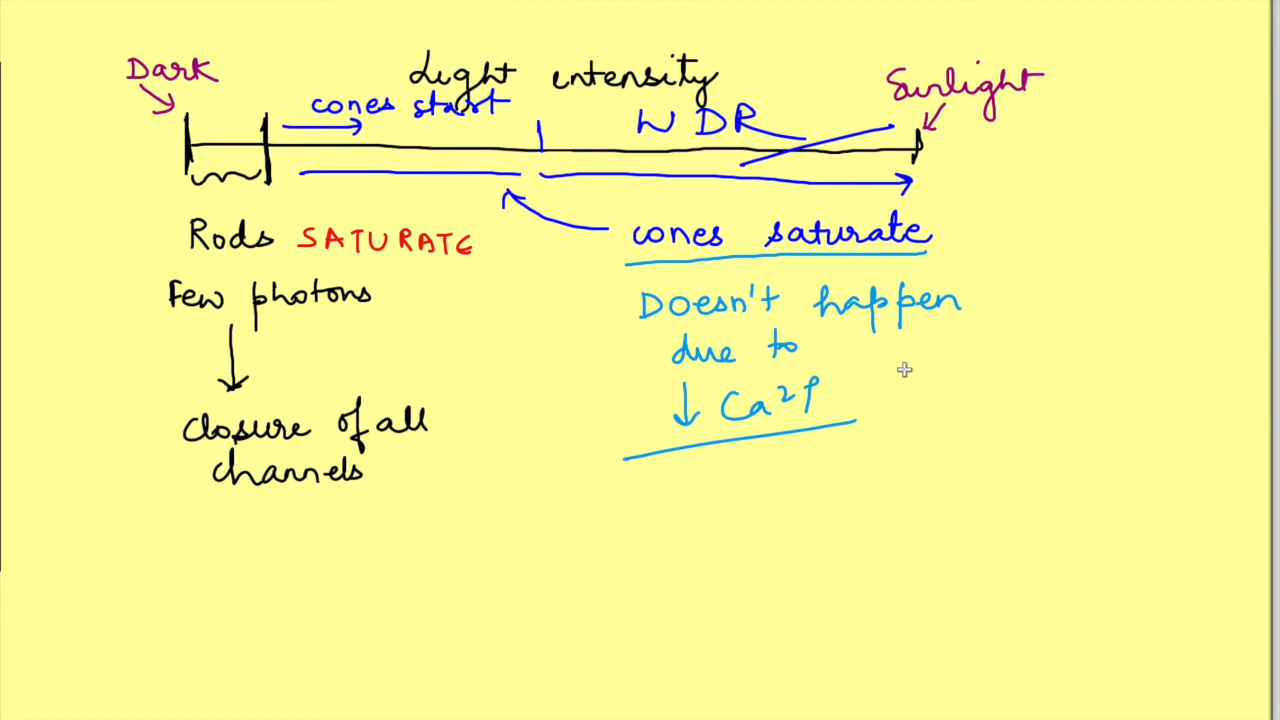 Dark
Light intensity
Sunlight
cones start
W DR
Rods SATURATE
cones saturate
Few photons
Doesn't happen
due to
↓ Ca²⁺
closure of all
channels